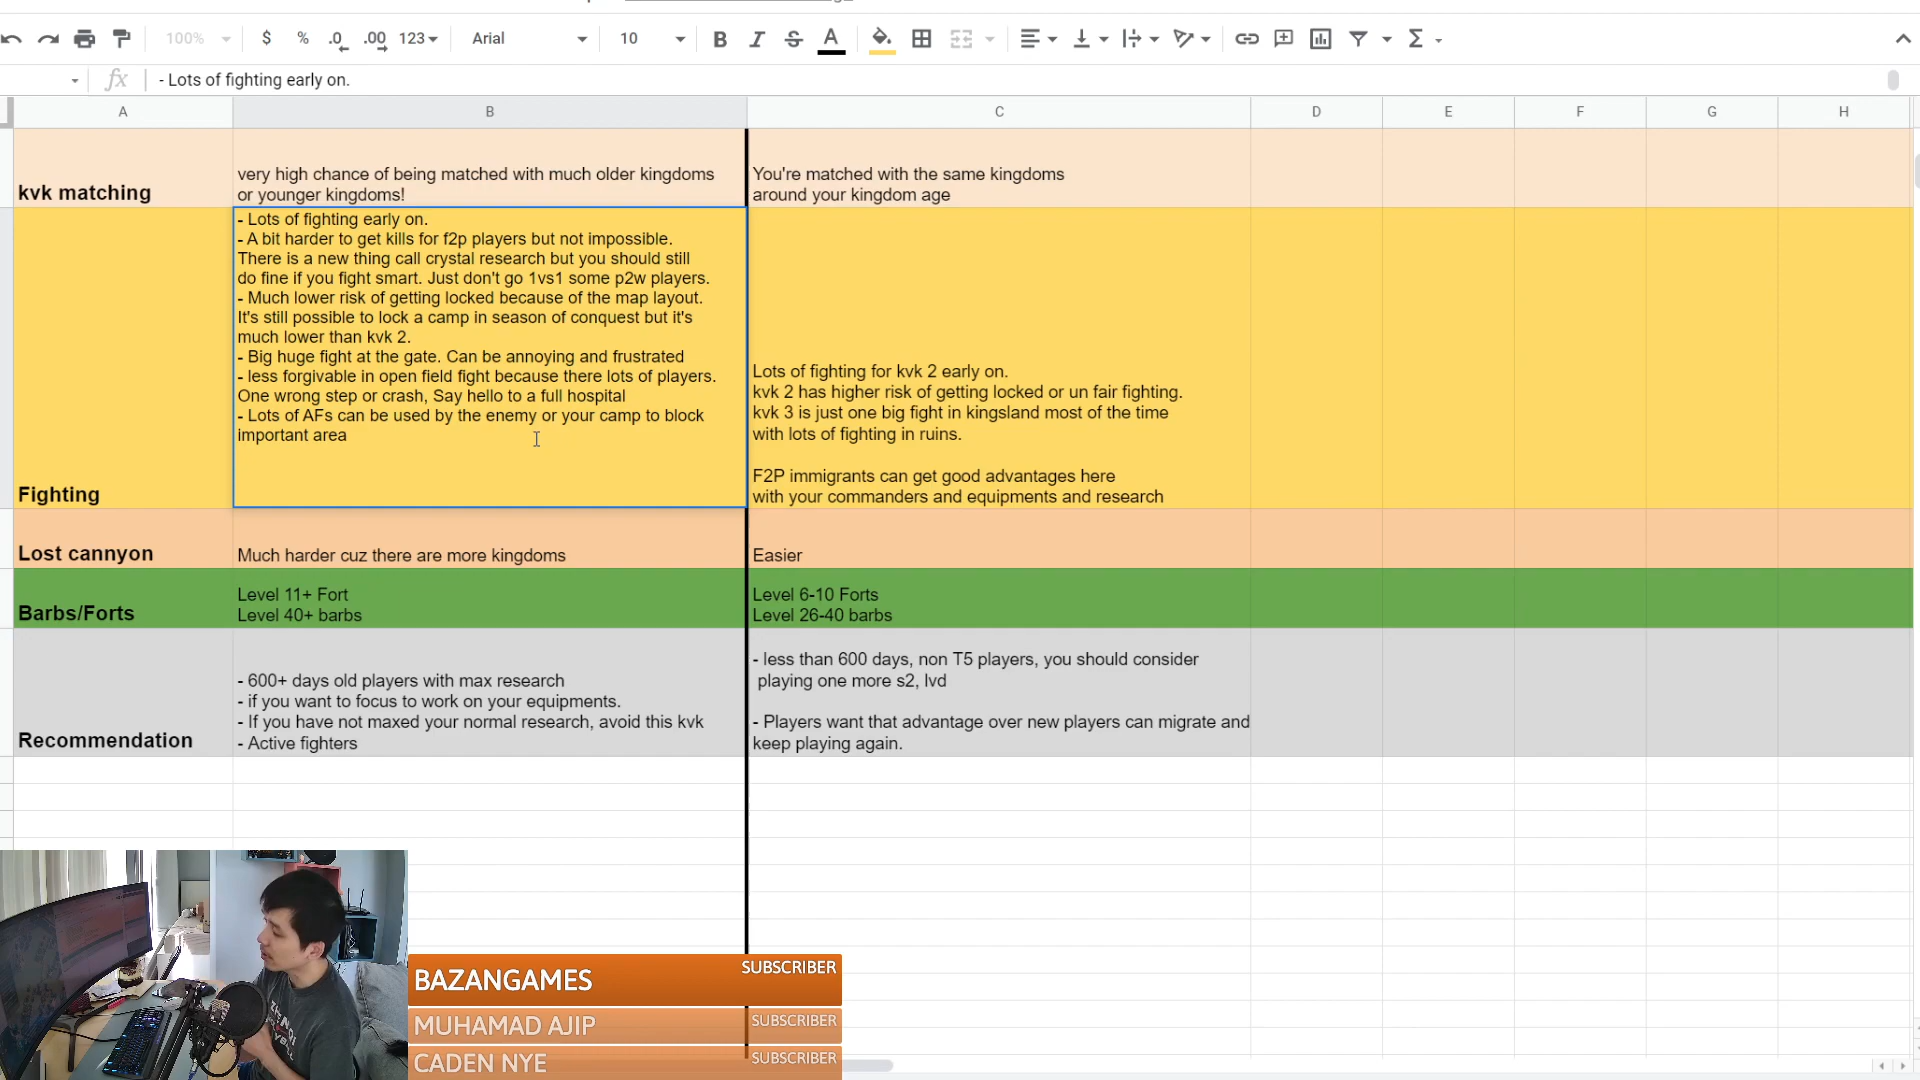 100%
$
%
.0
.00
123
Arial
10
B
I
S
A
Σ
fx
- Lots of fighting early on.
A
B
C
D
E
F
G
H
kvk matching
very high chance of being matched with much older kingdoms
or younger kingdoms!
You're matched with the same kingdoms
around your kingdom age
Fighting
- Lots of fighting early on.
- A bit harder to get kills for f2p players but not impossible.
There is a new thing call crystal research but you should still
do fine if you fight smart. Just don't go 1vs1 some p2w players.
- Much lower risk of getting locked because of the map layout.
It's still possible to lock a camp in season of conquest but it's
much lower than kvk 2.
- Big huge fight at the gate. Can be annoying and frustrated
- less forgivable in open field fight because there lots of players.
One wrong step or crash, Say hello to a full hospital
- Lots of AFs can be used by the enemy or your camp to block
important area
Lots of fighting for kvk 2 early on.
kvk 2 has higher risk of getting locked or un fair fighting.
kvk 3 is just one big fight in kingsland most of the time
with lots of fighting in ruins.
F2P immigrants can get good advantages here
with your commanders and equipments and research
Lost cannyon
Much harder cuz there are more kingdoms
Easier
Barbs/Forts
Level 11+ Fort
Level 40+ barbs
Level 6-10 Forts
Level 26-40 barbs
Recommendation
- 600+ days old players with max research
- if you want to focus to work on your equipments.
- If you have not maxed your normal research, avoid this kvk
- Active fighters
- less than 600 days, non T5 players, you should consider
playing one more s2, lvd
- Players want that advantage over new players can migrate and
keep playing again.
BAZANGAMES SUBSCRIBER
MUHAMAD AJIP SUBSCRIBER
CADEN NYE SUBSCRIBER